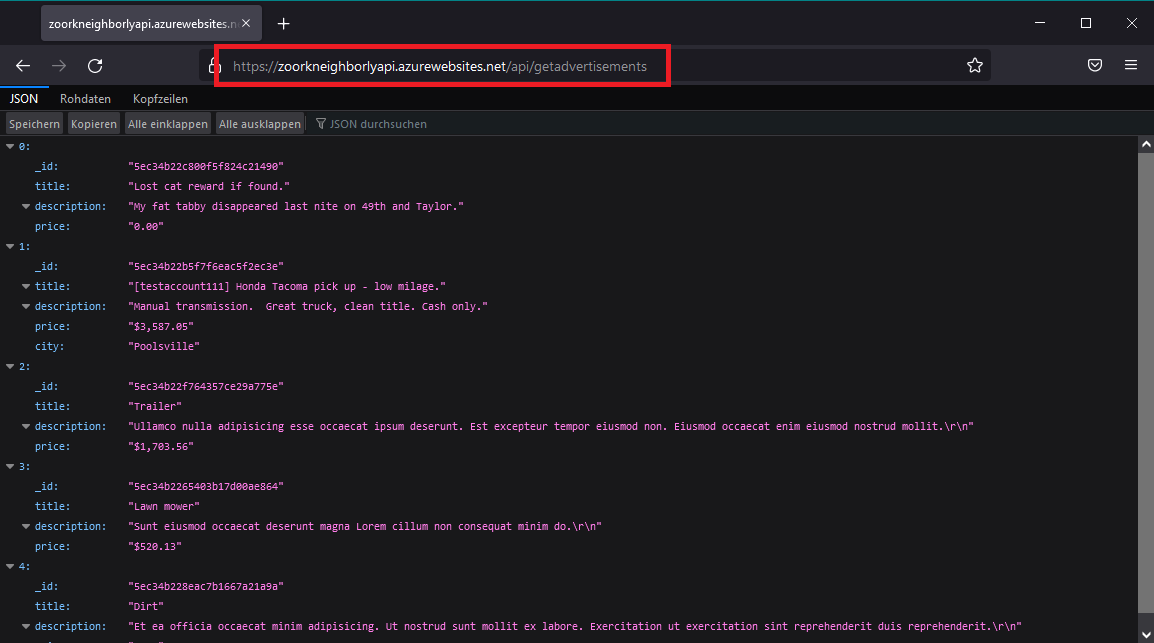 zoorkneighborlyapi.azurewebsites.n
https://zoorkneighborlyapi.azurewebsites.net/api/getadvertisements
JSON Rohdaten Kopfzeilen
Speichern Kopieren Alle einklappen Alle ausklappen JSON durchsuchen
0:
_id: "5ec34b22c800f5f824c21490"
title: "Lost cat reward if found."
description: "My fat tabby disappeared last nite on 49th and Taylor."
price: "0.00"
1:
_id: "5ec34b22b5f7f6eac5f2ec3e"
title: "[testaccount111] Honda Tacoma pick up - low milage."
description: "Manual transmission.  Great truck, clean title. Cash only."
price: "$3,587.05"
city: "Poolsville"
2:
_id: "5ec34b22f764357ce29a775e"
title: "Trailer"
description: "Ullamco nulla adipisicing esse occaecat ipsum deserunt. Est excepteur tempor eiusmod non. Eiusmod occaecat enim eiusmod nostrud mollit.\r\n"
price: "$1,703.56"
3:
_id: "5ec34b2265403b17d00ae864"
title: "Lawn mower"
description: "Sunt eiusmod occaecat deserunt magna Lorem cillum non consequat minim do.\r\n"
price: "$520.13"
4:
_id: "5ec34b228eac7b1667a21a9a"
title: "Dirt"
description: "Et ea officia occaecat minim adipisicing. Ut nostrud sunt mollit ex labore. Exercitation ut exercitation sint reprehenderit duis reprehenderit.\r\n"